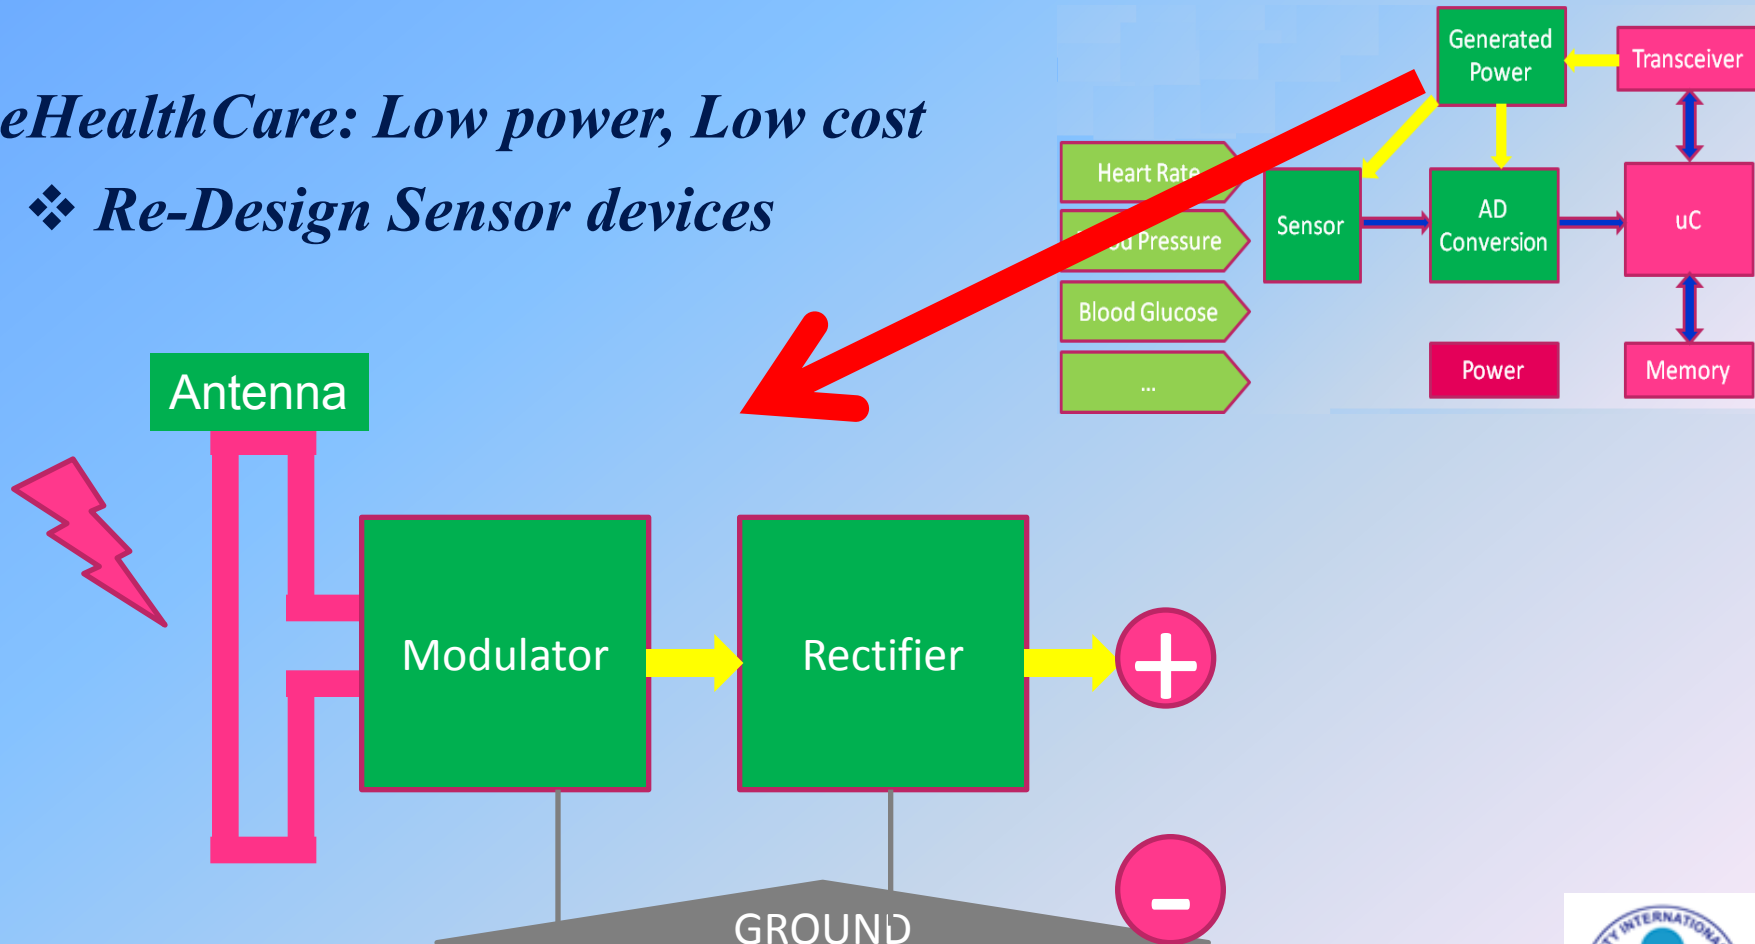 eHealthCare: Low power, Low cost
❖ Re-Design Sensor devices
Generated
Power
Transceiver
Heart Rate
Pressure
Blood Glucose
...
Sensor
AD
Conversion
uC
Power
Memory
Antenna
Modulator
Rectifier
+
-
GROUND